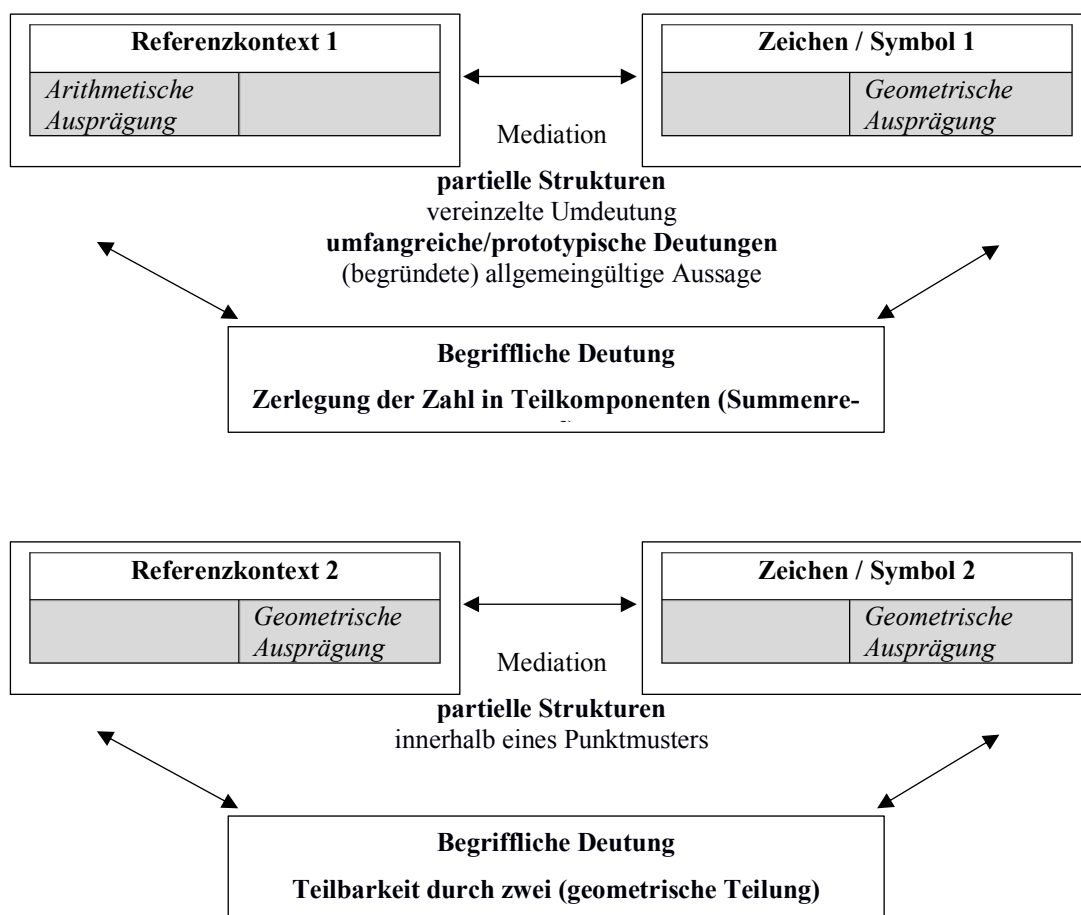 Referenzkontext 1
Zeichen / Symbol 1
Arithmetische
Ausprägung
Geometrische
Ausprägung
Mediation
partielle Strukturen
vereinzelte Umdeutung
umfangreiche/prototypische Deutungen
(begründete) allgemeingültige Aussage
Begriffliche Deutung
Zerlegung der Zahl in Teilkomponenten (Summenre-
Referenzkontext 2
Zeichen / Symbol 2
Geometrische
Ausprägung
Geometrische
Ausprägung
Mediation
partielle Strukturen
innerhalb eines Punktmusters
Begriffliche Deutung
Teilbarkeit durch zwei (geometrische Teilung)